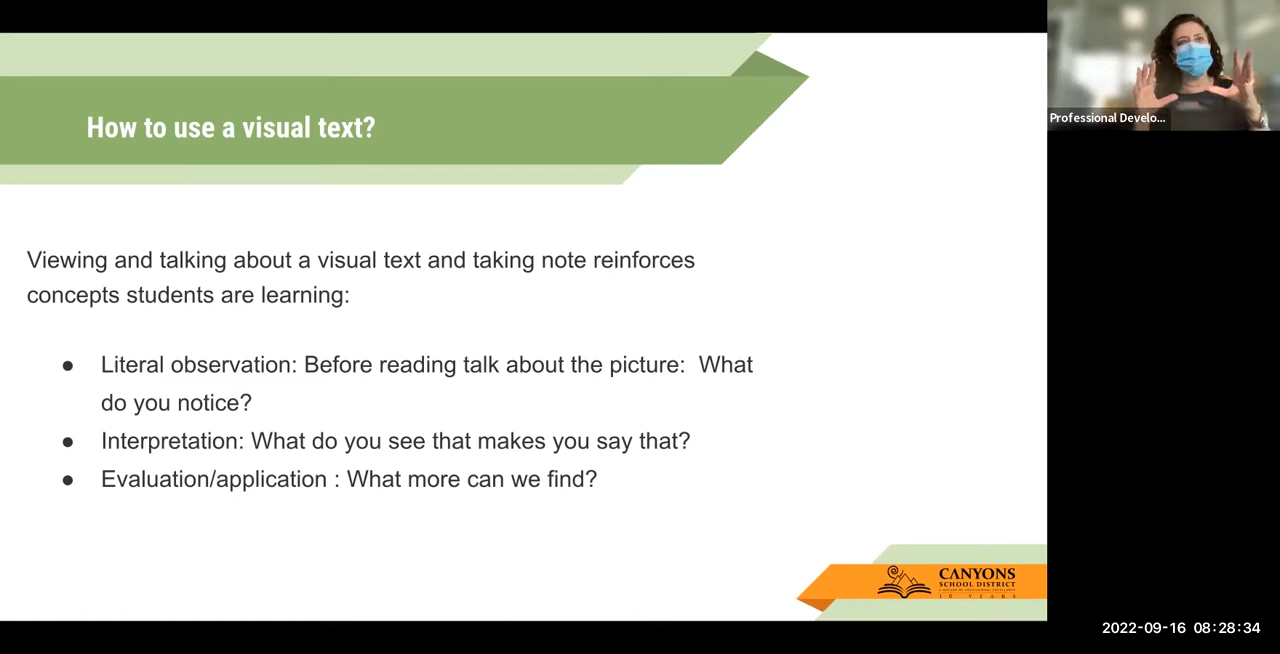 How to use a visual text?
Professional Develo...
Viewing and talking about a visual text and taking note reinforces
concepts students are learning:
● Literal observation: Before reading talk about the picture:  What
do you notice?
● Interpretation: What do you see that makes you say that?
● Evaluation/application : What more can we find?
CANYONS
SCHOOL DISTRICT
10 YEARS
2022-09-16 08:28:34